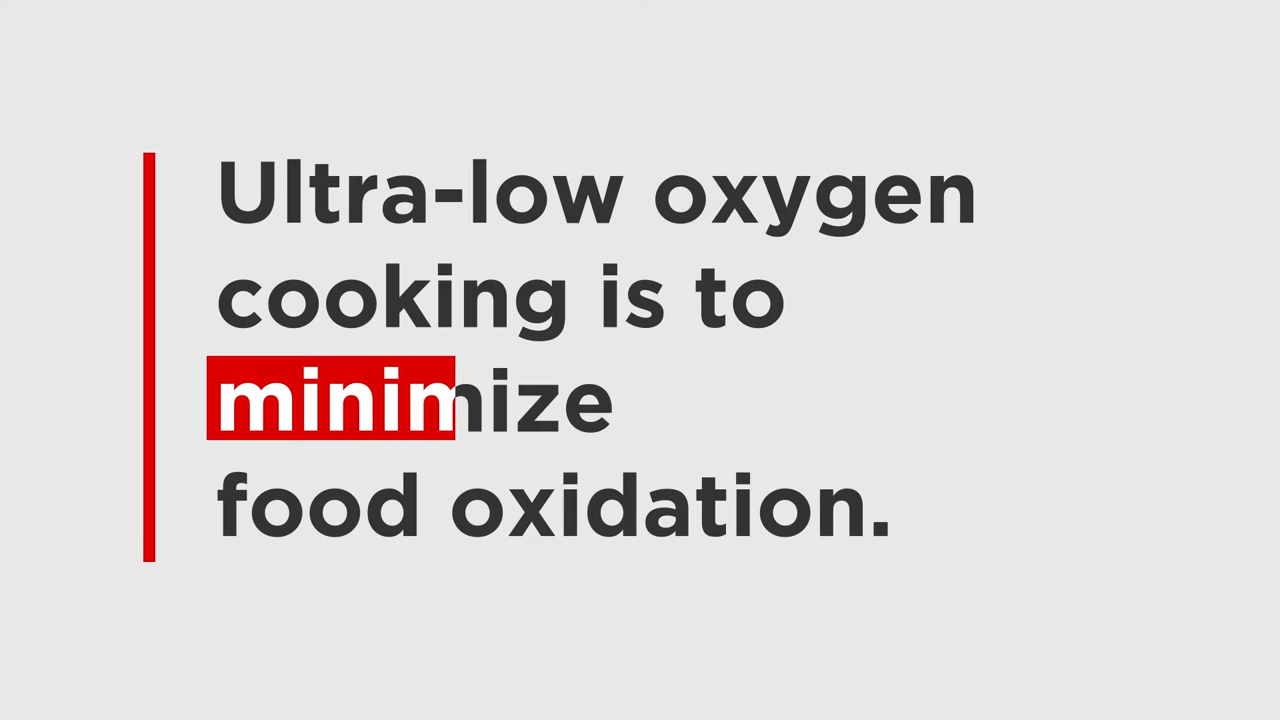 Ultra-low oxygen
cooking is to
minimize
food oxidation.